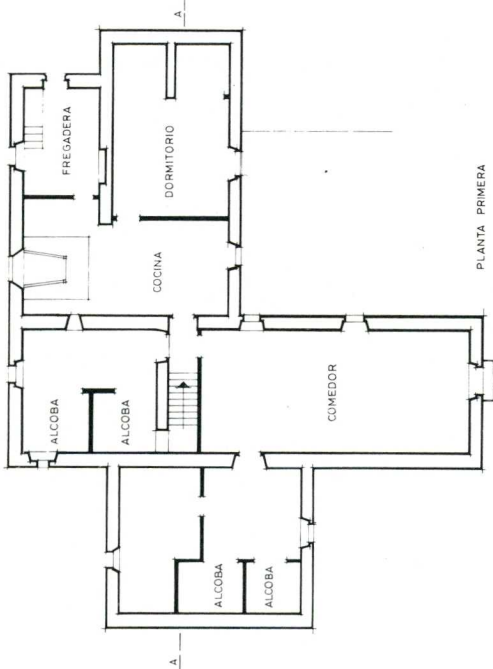 A
FREGADERA
DORMITORIO
COCINA
ALCOBA
ALCOBA
COMEDOR
ALCOBA
ALCOBA
A
PLANTA PRIMERA